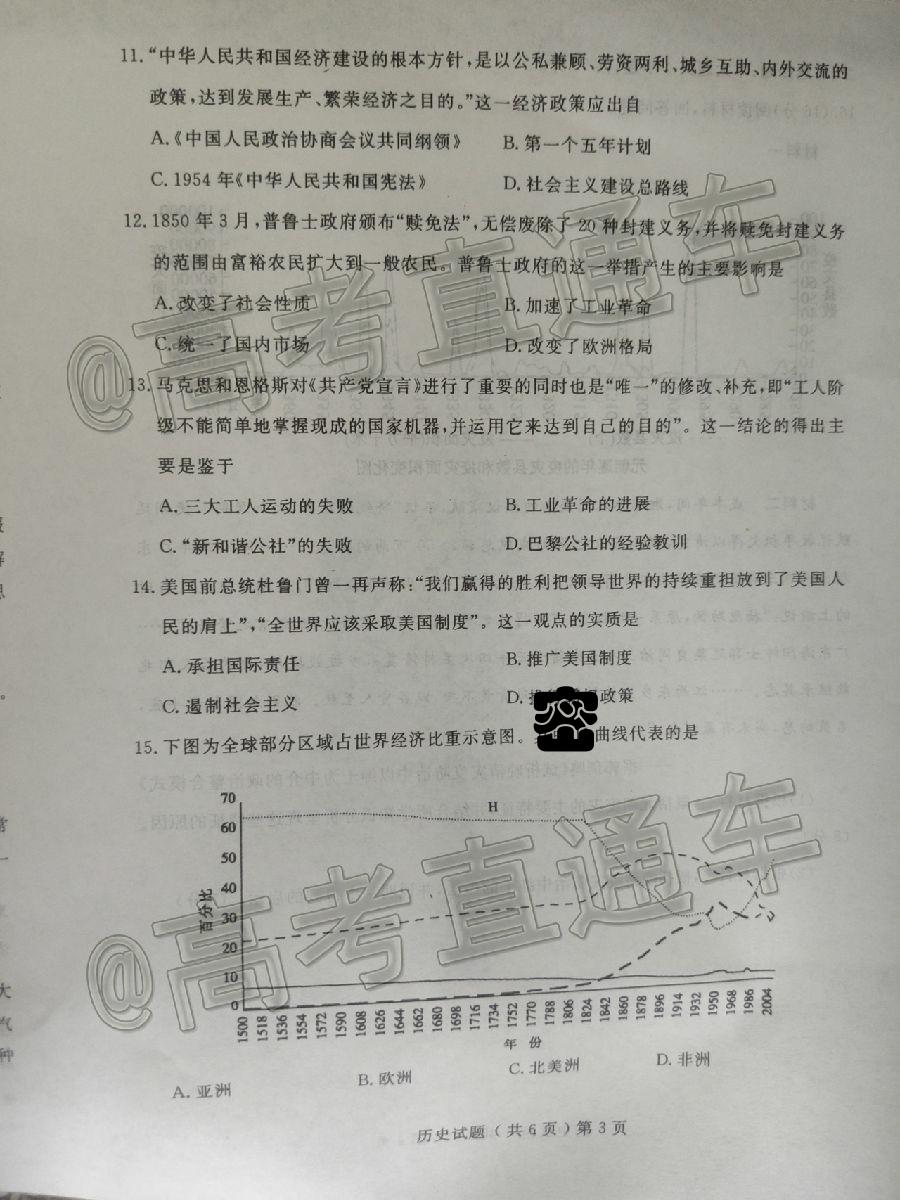 11. “中华人民共和国经济建设的根本方针，是以公私兼顾、劳资两利、城乡互助、内外交流的
政策，达到发展生产、繁荣经济之目的。”这一经济政策应出自
A.《中国人民政治协商会议共同纲领》 B. 第一个五年计划
C. 1954 年《中华人民共和国宪法》 D. 社会主义建设总路线
12. 1850 年 3 月，普鲁士政府颁布“赎免法”，无偿废除了 20 种封建义务，并将赎免封建义务
的范围由富裕农民扩大到一般农民。普鲁士政府的这一举措产生的主要影响是
A. 改变了社会性质 B. 加速了工业革命
C. 统一了国内市场 D. 改变了欧洲格局
13. 马克思和恩格斯对《共产党宣言》进行了重要的同时也是“唯一”的修改、补充，即“工人阶
级不能简单地掌握现成的国家机器，并运用它来达到自己的目的”。这一结论的得出主
要是鉴于
A. 三大工人运动的失败 B. 工业革命的进展
C. “新和谐公社”的失败 D. 巴黎公社的经验教训
14. 美国前总统杜鲁门曾一再声称：“我们赢得的胜利把领导世界的持续重担放到了美国人
民的肩上”，“全世界应该采取美国制度”。这一观点的实质是
A. 承担国际责任 B. 推广美国制度
C. 遏制社会主义 D. 政策
15. 下图为全球部分区域占世界经济比重示意图。 曲线代表的是
H
70
60
50
40
30
20
10
0
百分比
1500 1518 1536 1554 1572 1590 1608 1626 1644 1662 1680 1698 1716 1734 1752 1770 1788 1806 1824 1842 1860 1878 1896 1914 1932 1950 1968 1986 2004
年 份
A. 亚洲 B. 欧洲 C. 北美洲 D. 非洲
历史试题（共 6 页）第 3 页
@高考直通车
@高考直通车